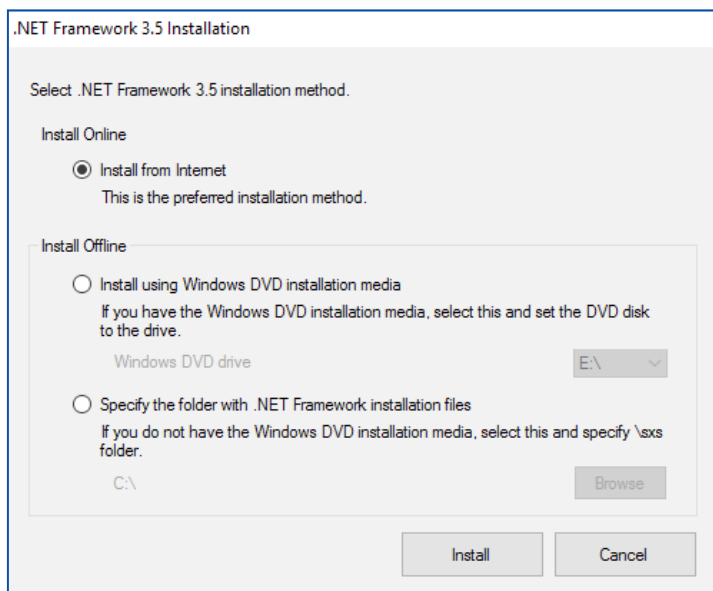 .NET Framework 3.5 Installation
Select .NET Framework 3.5 installation method.
Install Online
Install from Internet
This is the preferred installation method.
Install Offline
Install using Windows DVD installation media
If you have the Windows DVD installation media, select this and set the DVD disk
to the drive.
Windows DVD drive
E:\
Specify the folder with .NET Framework installation files
If you do not have the Windows DVD installation media, select this and specify \sxs
folder.
C:\
Browse
Install
Cancel